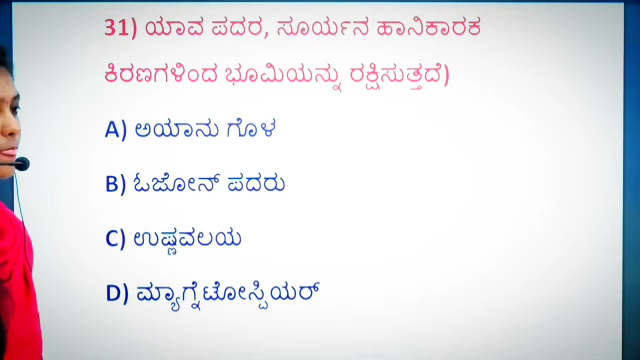 31) ಯಾವ ಪದರ, ಸೂರ್ಯನ ಹಾನಿಕಾರಕ
ಕಿರಣಗಳಿಂದ ಭೂಮಿಯನ್ನು ರಕ್ಷಿಸುತ್ತದೆ)
A) ಅಯಾನು ಗೊಳ
B) ಓಜೋನ್ ಪದರು
C) ಉಷ್ಣವಲಯ
D) ಮ್ಯಾಗ್ನೆಟೋಸ್ಪಿಯರ್